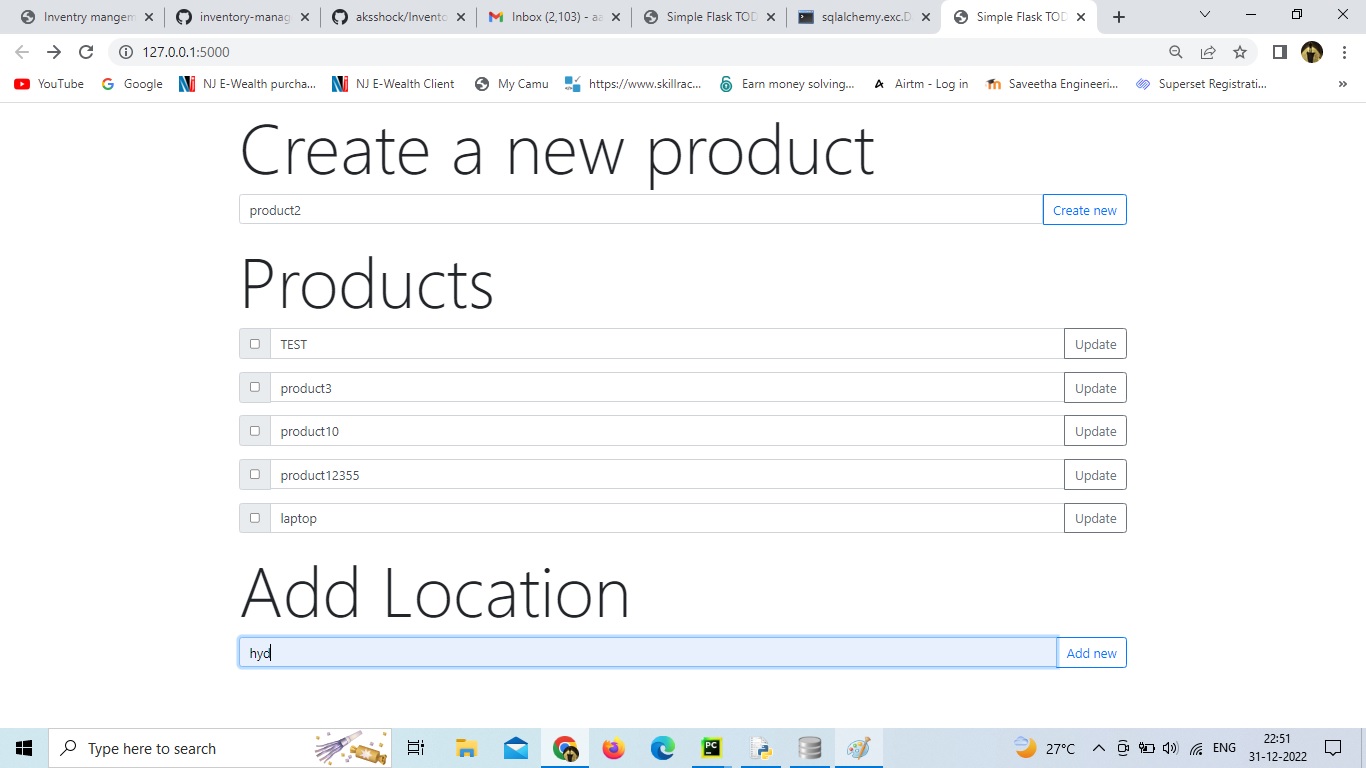 Inventry mangem
inventory-manag
aksshock/Invento
Inbox (2,103) - aa
Simple Flask TOD
sqlalchemy.exc.D
Simple Flask TOD
127.0.0.1:5000
YouTube
Google
NJ E-Wealth purcha...
NJ E-Wealth Client
My Camu
https://www.skillrac...
Earn money solving...
Airtm - Log in
Saveetha Engineeri...
Superset Registrati...
»
Create a new product
product2 Create new
Products
TEST Update
product3 Update
product10 Update
product12355 Update
laptop Update
Add Location
hyd Add new
Type here to search
PC
27°C
ENG
22:51
31-12-2022